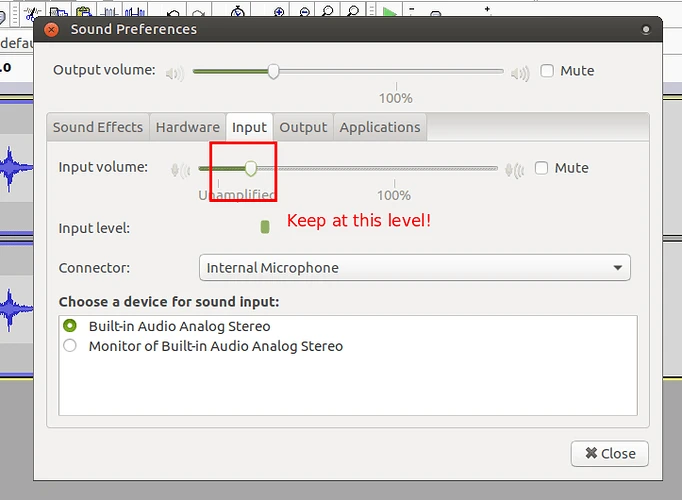 Sound Preferences
defau
.0
Output volume:
Mute
100%
Sound Effects Hardware Input Output Applications
Input volume:
Mute
Unamplified 100%
Keep at this level!
Input level:
Connector: Internal Microphone
Choose a device for sound input:
Built-in Audio Analog Stereo
Monitor of Built-in Audio Analog Stereo
Close